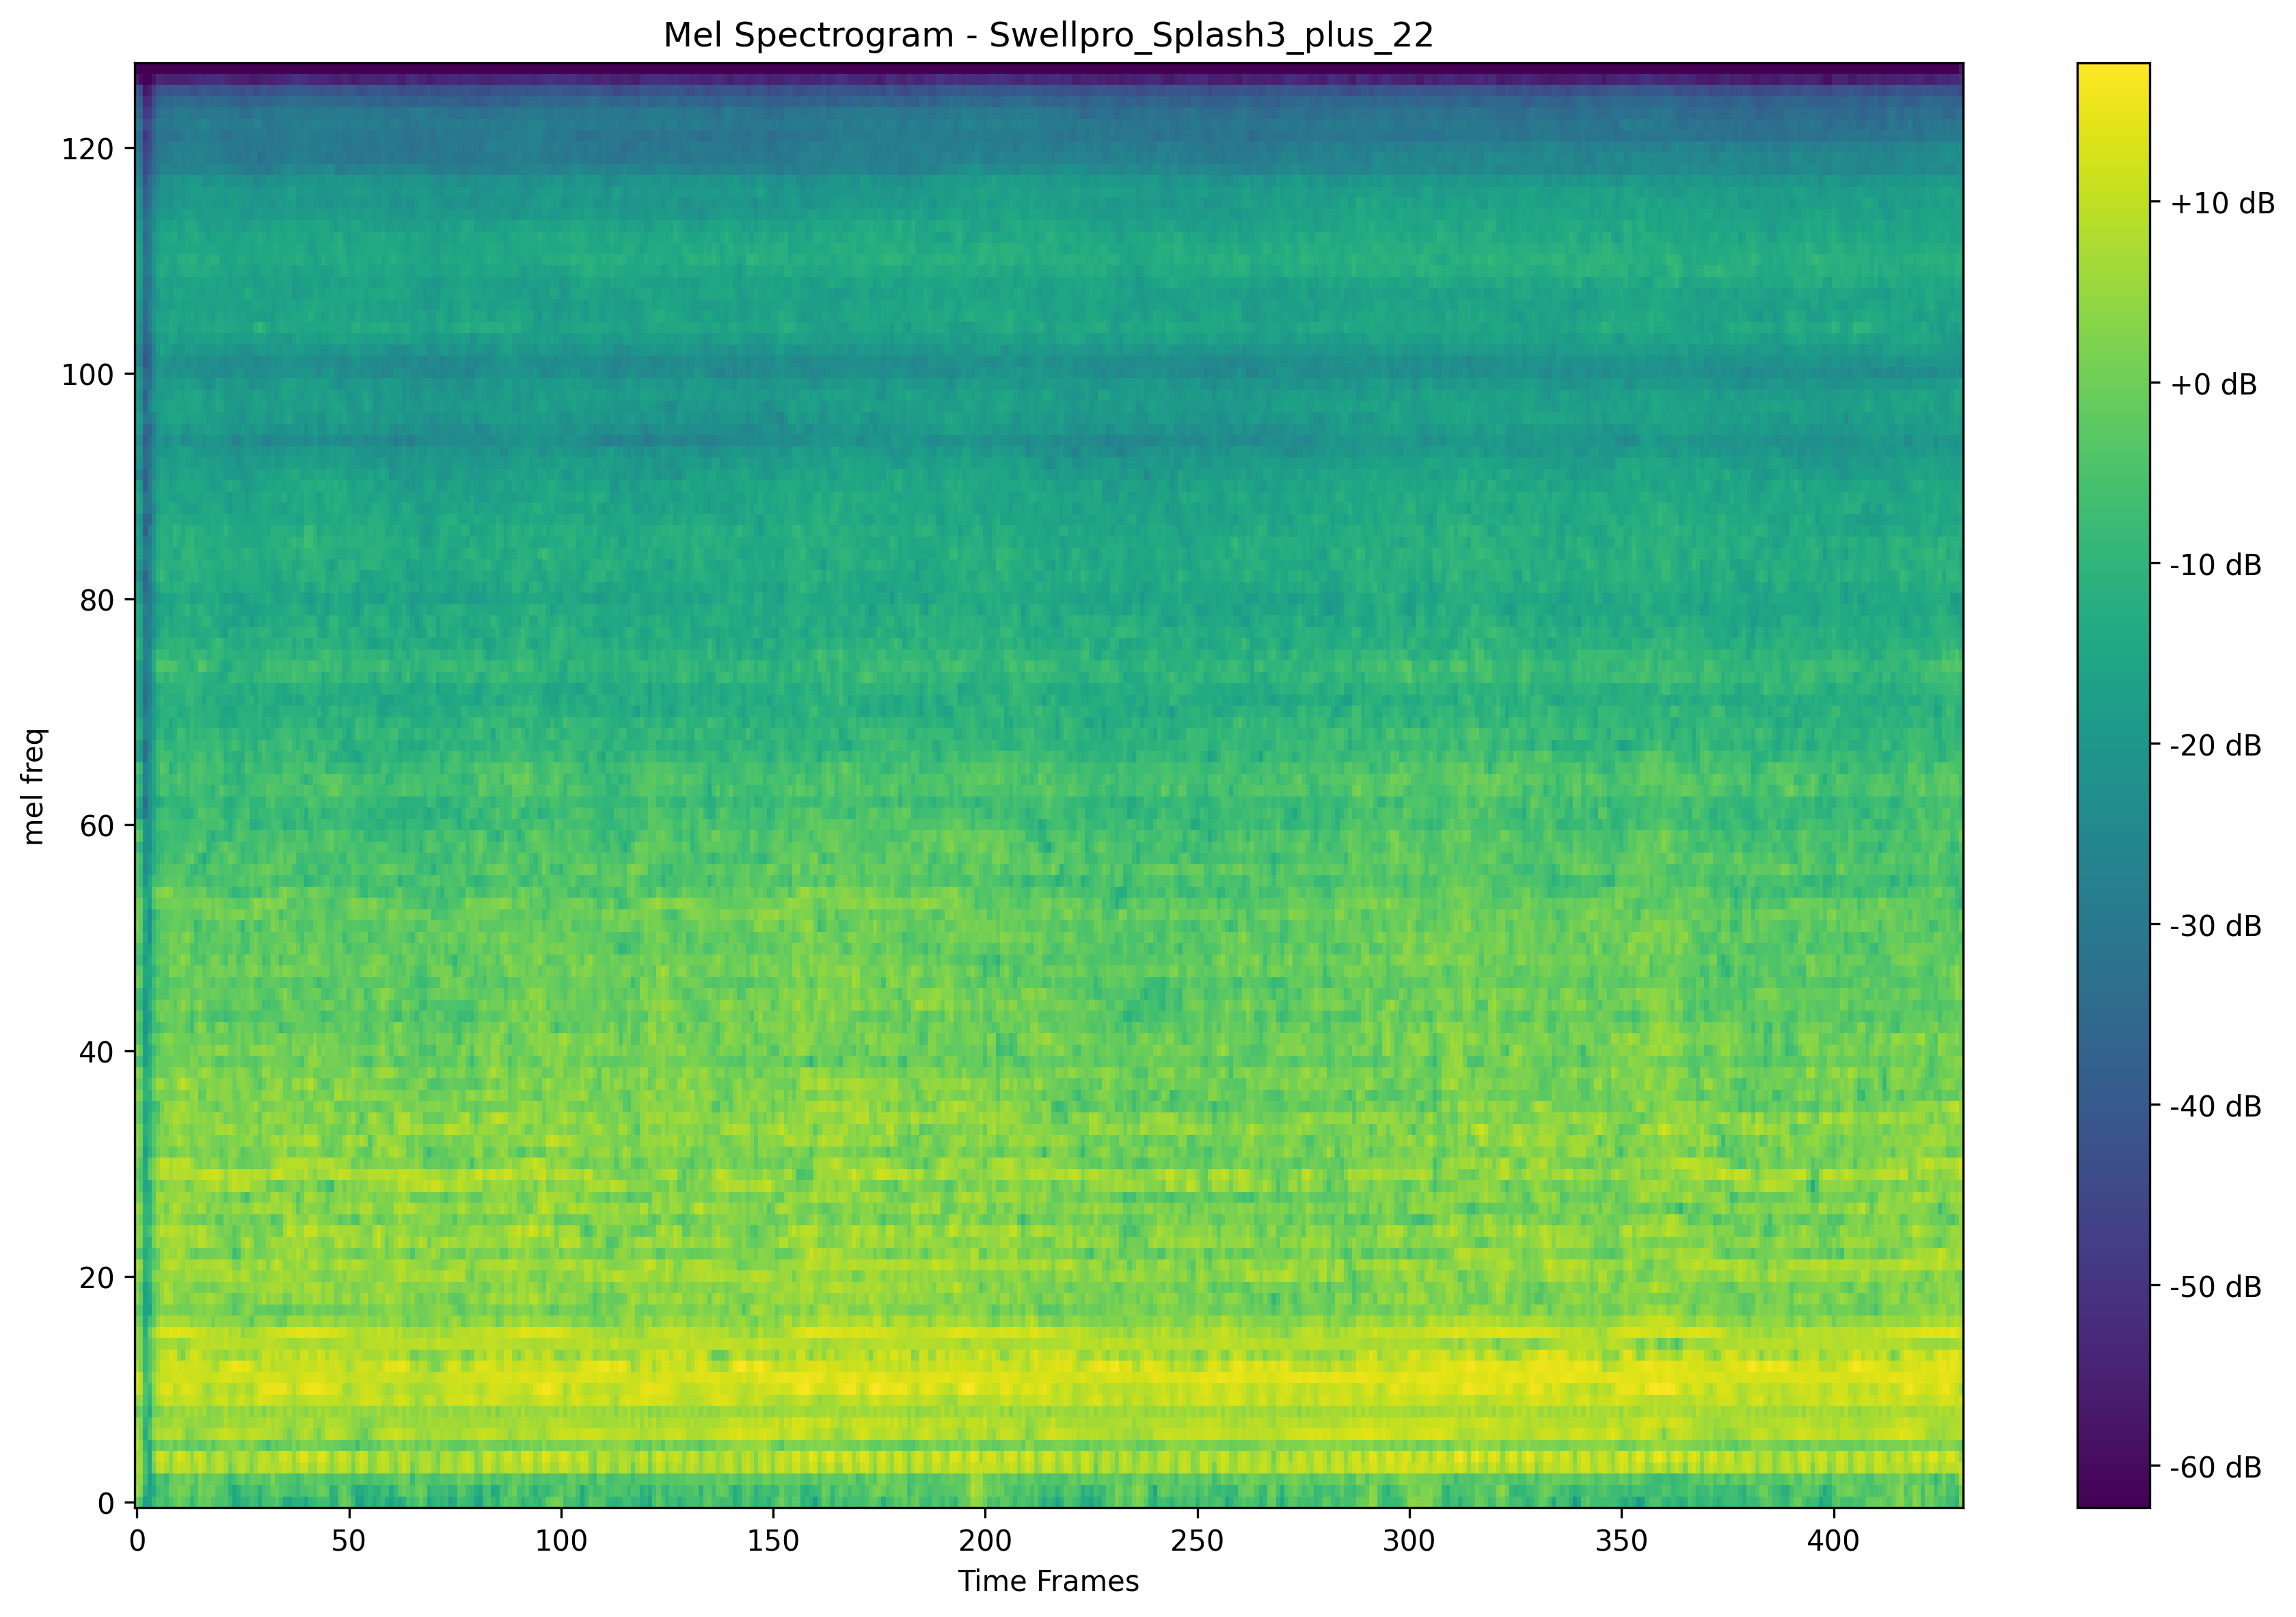 Mel Spectrogram - Swellpro_Splash3_plus_22
mel freq
120
100
80
60
40
20
0
0 50 100 150 200 250 300 350 400
Time Frames
+10 dB
+0 dB
-10 dB
-20 dB
-30 dB
-40 dB
-50 dB
-60 dB